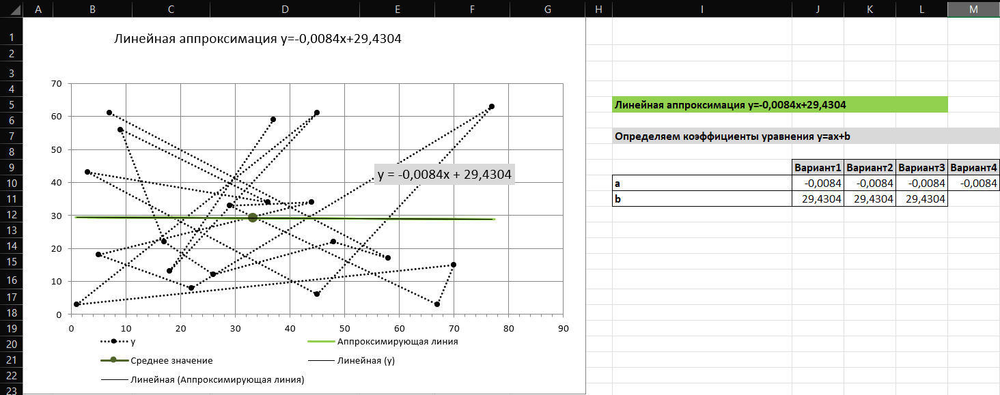 A B C D E F G H I J K L M
1
2
3
4
5
6
7
8
9
10
11
12
13
14
15
16
17
18
19
20
21
22
23
Линейная аппроксимация y=-0,0084x+29,4304
70
60
50
40
30
20
10
0
y = -0,0084x + 29,4304
0 10 20 30 40 50 60 70 80 90
y
Аппроксимирующая линия
Среднее значение
Линейная (y)
Линейная (Аппроксимирующая линия)
Линейная аппроксимация y=-0,0084x+29,4304
Определяем коэффициенты уравнения y=ax+b
Вариант1 Вариант2 Вариант3 Вариант4
a -0,0084 -0,0084 -0,0084 -0,0084
b 29,4304 29,4304 29,4304